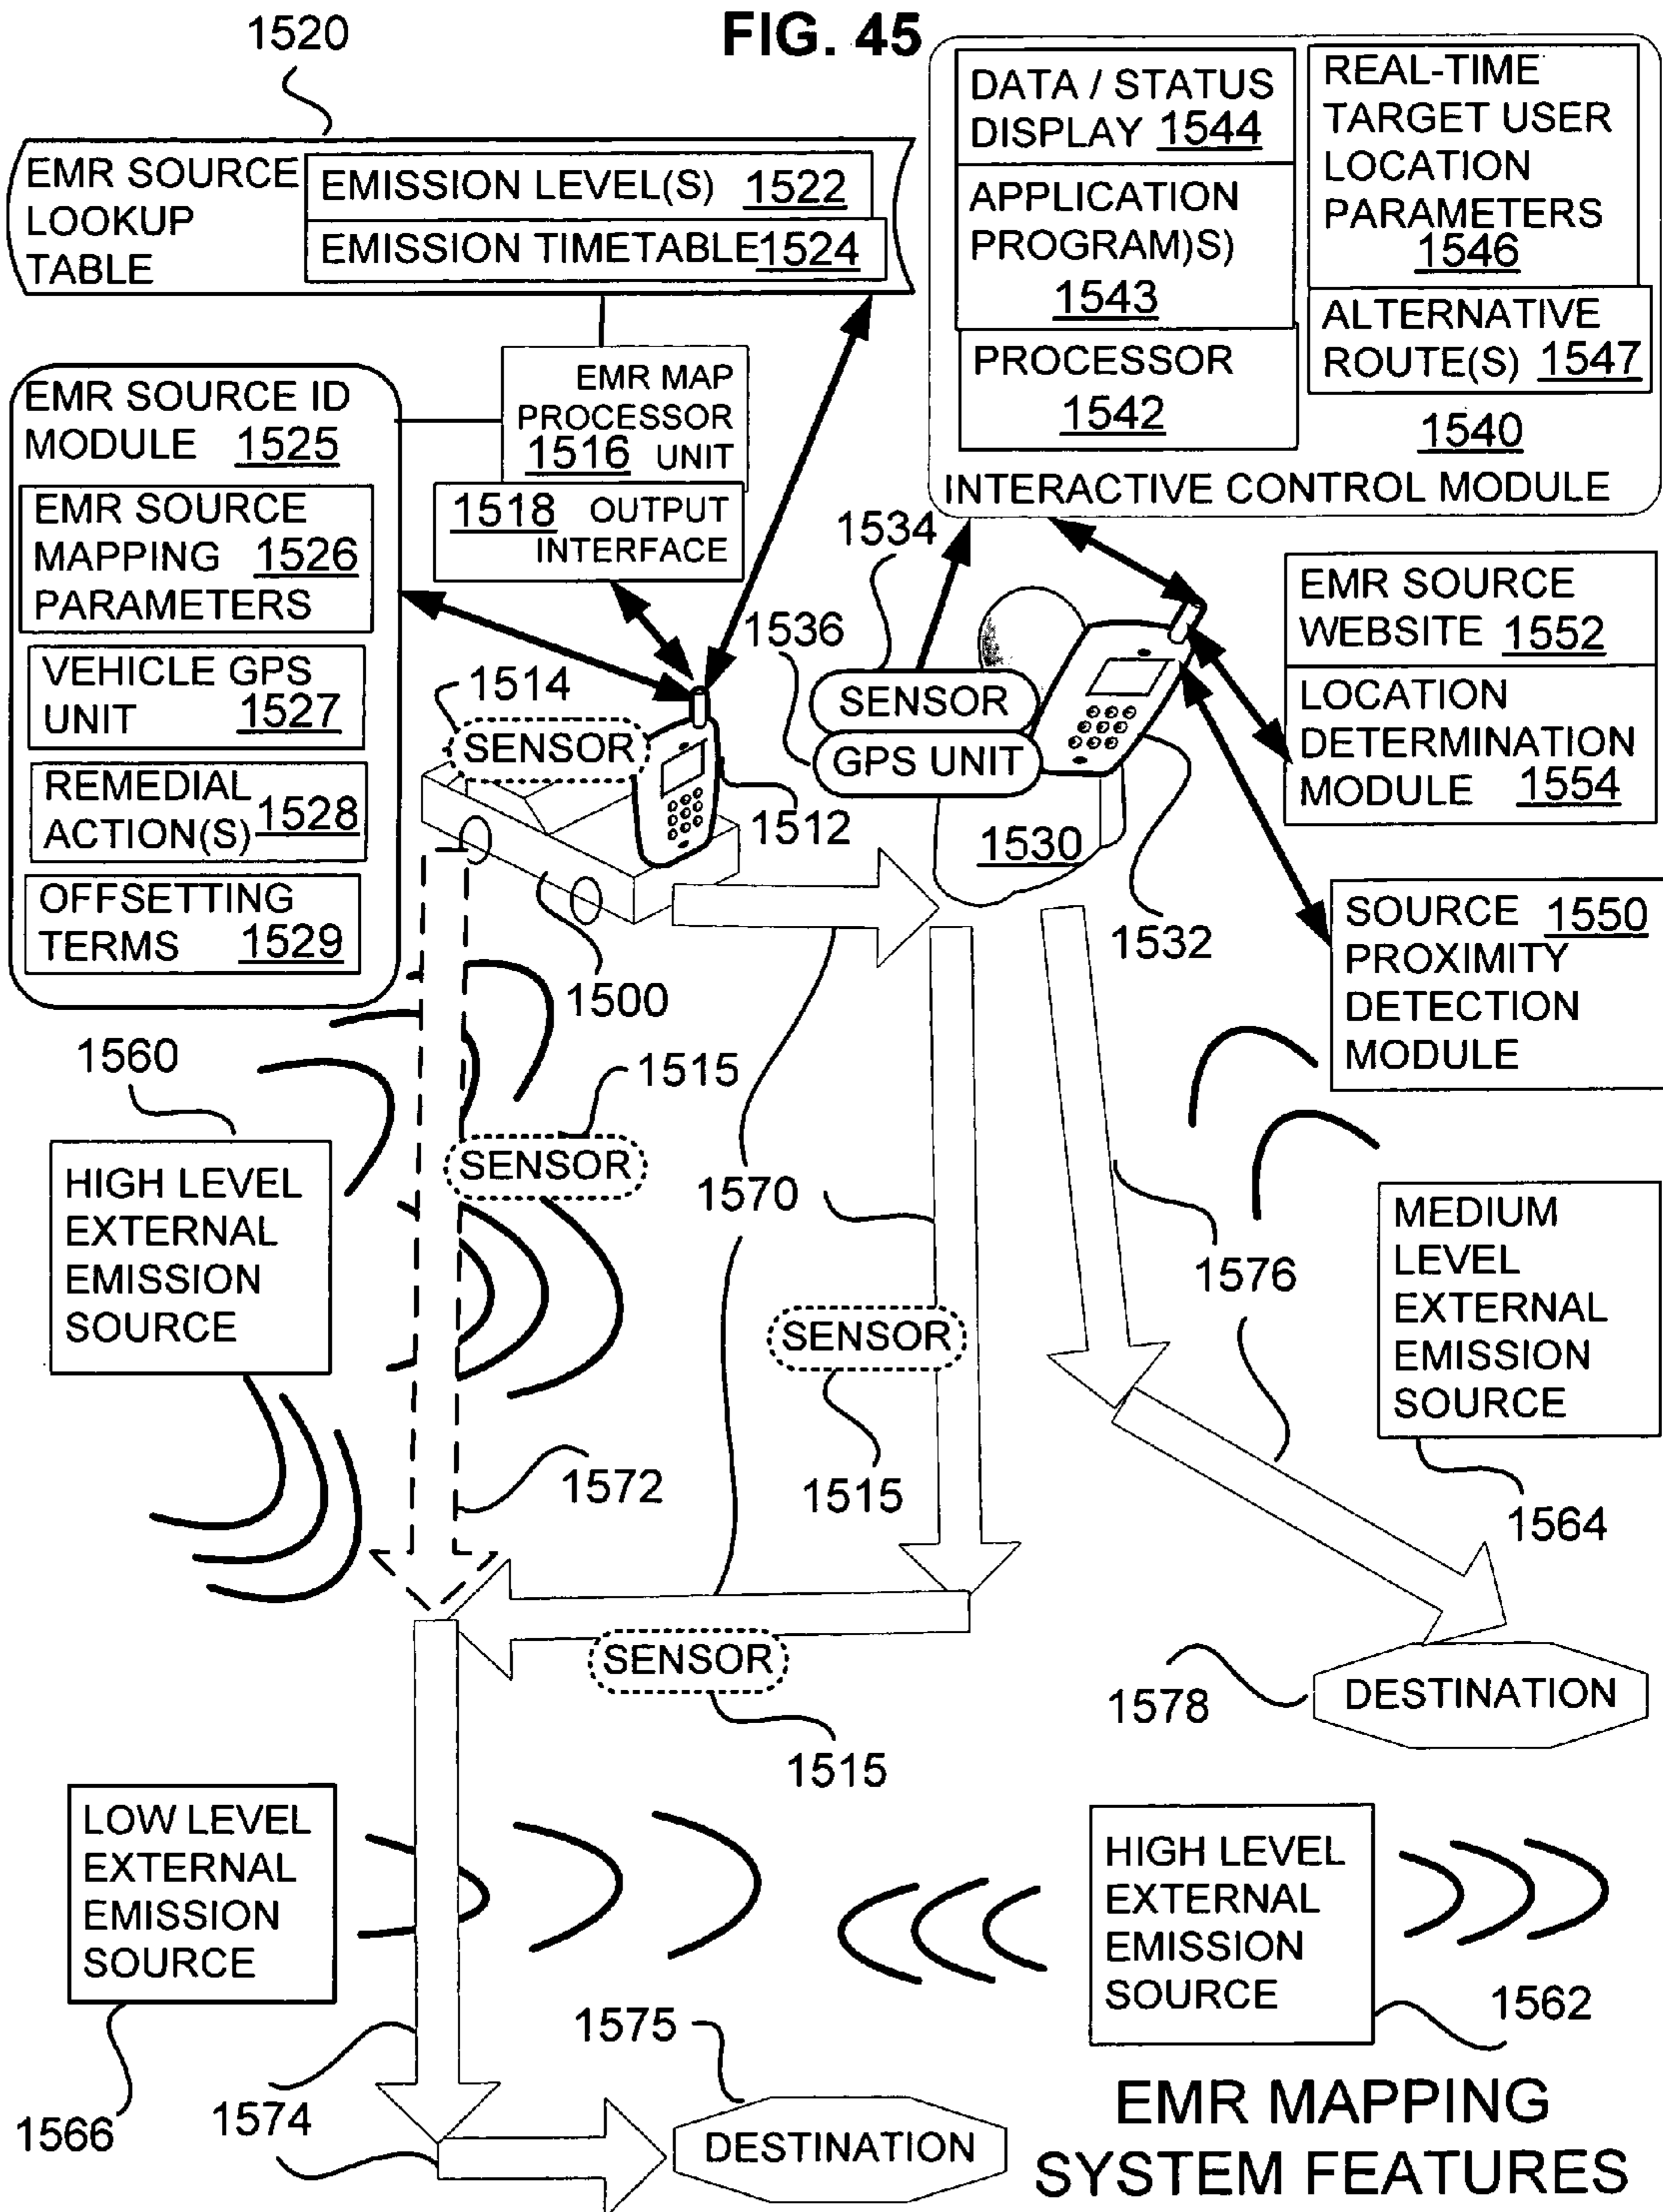 FIG. 45
1520
EMR SOURCE
LOOKUP
TABLE
EMISSION LEVEL(S) 1522
EMISSION TIMETABLE 1524
DATA / STATUS
DISPLAY 1544
APPLICATION
PROGRAM)S)
1543
PROCESSOR
1542
REAL-TIME
TARGET USER
LOCATION
PARAMETERS
1546
ALTERNATIVE
ROUTE(S) 1547
1540
INTERACTIVE CONTROL MODULE
EMR MAP
PROCESSOR
1516 UNIT
1518 OUTPUT
INTERFACE
EMR SOURCE ID
MODULE 1525
EMR SOURCE
MAPPING 1526
PARAMETERS
VEHICLE GPS
UNIT 1527
REMEDIAL
ACTION(S) 1528
OFFSETTING
TERMS 1529
1514
SENSOR
1512
1500
1534
1536
SENSOR
GPS UNIT
1530
1532
EMR SOURCE
WEBSITE 1552
LOCATION
DETERMINATION
MODULE 1554
SOURCE 1550
PROXIMITY
DETECTION
MODULE
1560
HIGH LEVEL
EXTERNAL
EMISSION
SOURCE
1515
SENSOR
1570
1576
MEDIUM
LEVEL
EXTERNAL
EMISSION
SOURCE
1564
SENSOR
1515
1572
SENSOR
1515
1578
DESTINATION
LOW LEVEL
EXTERNAL
EMISSION
SOURCE
1566
1574
1575
DESTINATION
HIGH LEVEL
EXTERNAL
EMISSION
SOURCE
1562
EMR MAPPING
SYSTEM FEATURES